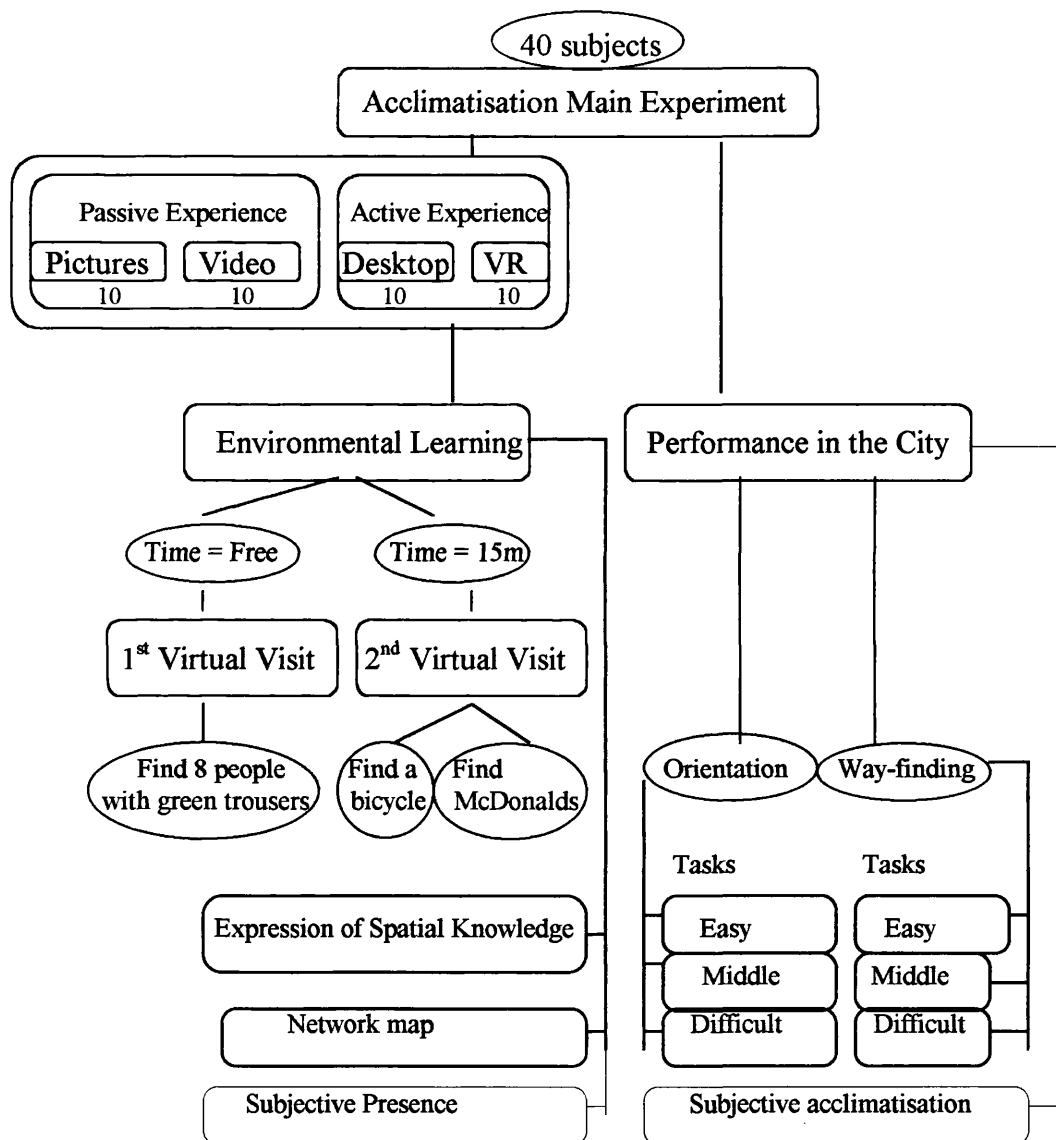 40 subjects
Acclimatisation Main Experiment
Passive Experience
Active Experience
Pictures
Video
Desktop
VR
10
10
10
10
Environmental Learning
Performance in the City
Time = Free
Time = 15m
1st Virtual Visit
2nd Virtual Visit
Find 8 people
with green trousers
Find a
bicycle
Find
McDonalds
Orientation
Way-finding
Tasks
Tasks
Easy
Easy
Middle
Middle
Difficult
Difficult
Expression of Spatial Knowledge
Network map
Subjective Presence
Subjective acclimatisation